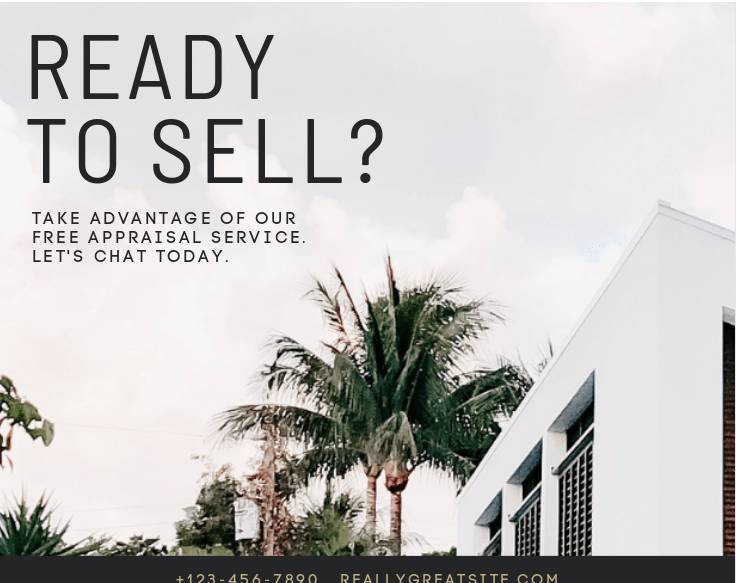 READY
TO SELL?
TAKE ADVANTAGE OF OUR
FREE APPRAISAL SERVICE.
LET'S CHAT TODAY.
+123-456-7890 REALLYGREATSITE.COM